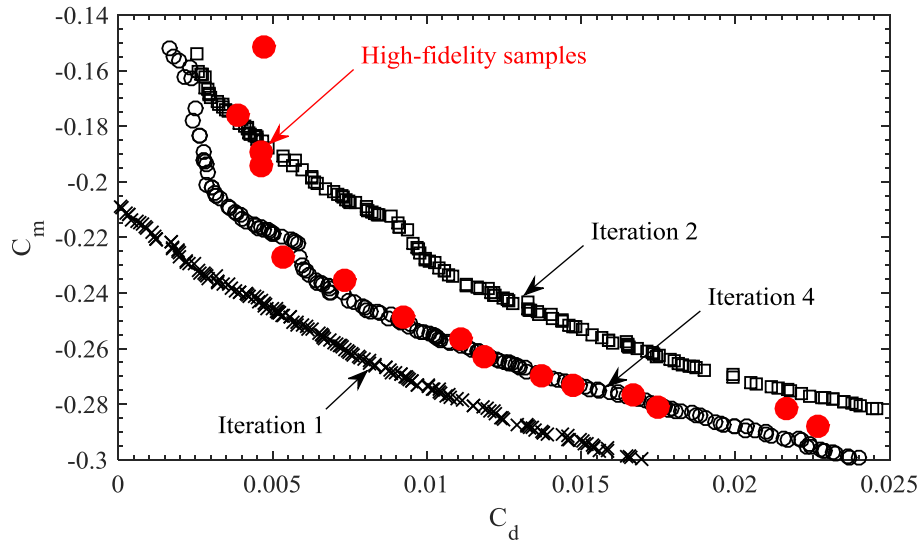 -0.14
-0.16
-0.18
-0.2
-0.22
-0.24
-0.26
-0.28
-0.3
C_m
High-fidelity samples
Iteration 2
Iteration 4
Iteration 1
0 0.005 0.01 0.015 0.02 0.025
C_d